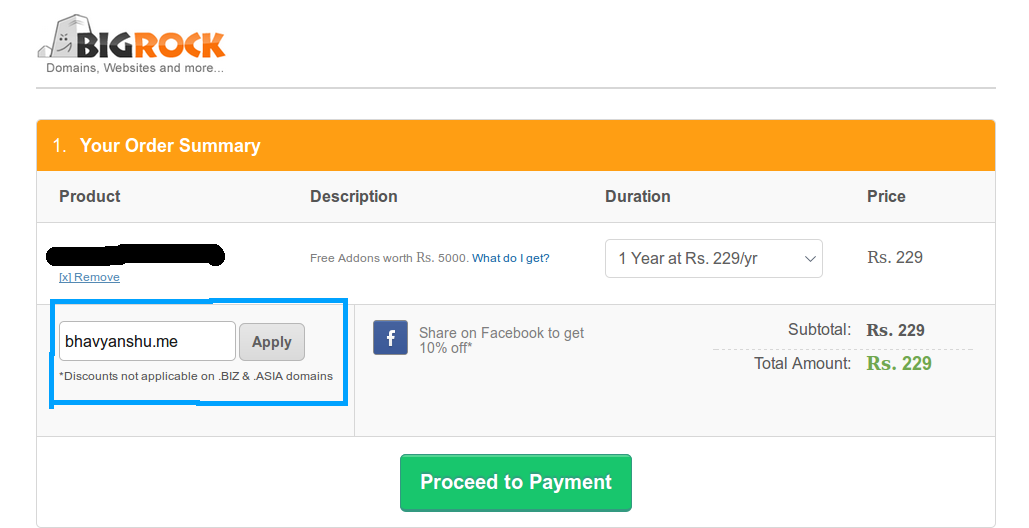 BIGROCK
Domains, Websites and more...
1. Your Order Summary
Product Description Duration Price
Free Addons worth Rs. 5000. What do I get? 1 Year at Rs. 229/yr Rs. 229
[x] Remove
bhavyanshu.me Apply
*Discounts not applicable on .BIZ & .ASIA domains
Share on Facebook to get
10% off*
Subtotal: Rs. 229
Total Amount: Rs. 229
Proceed to Payment